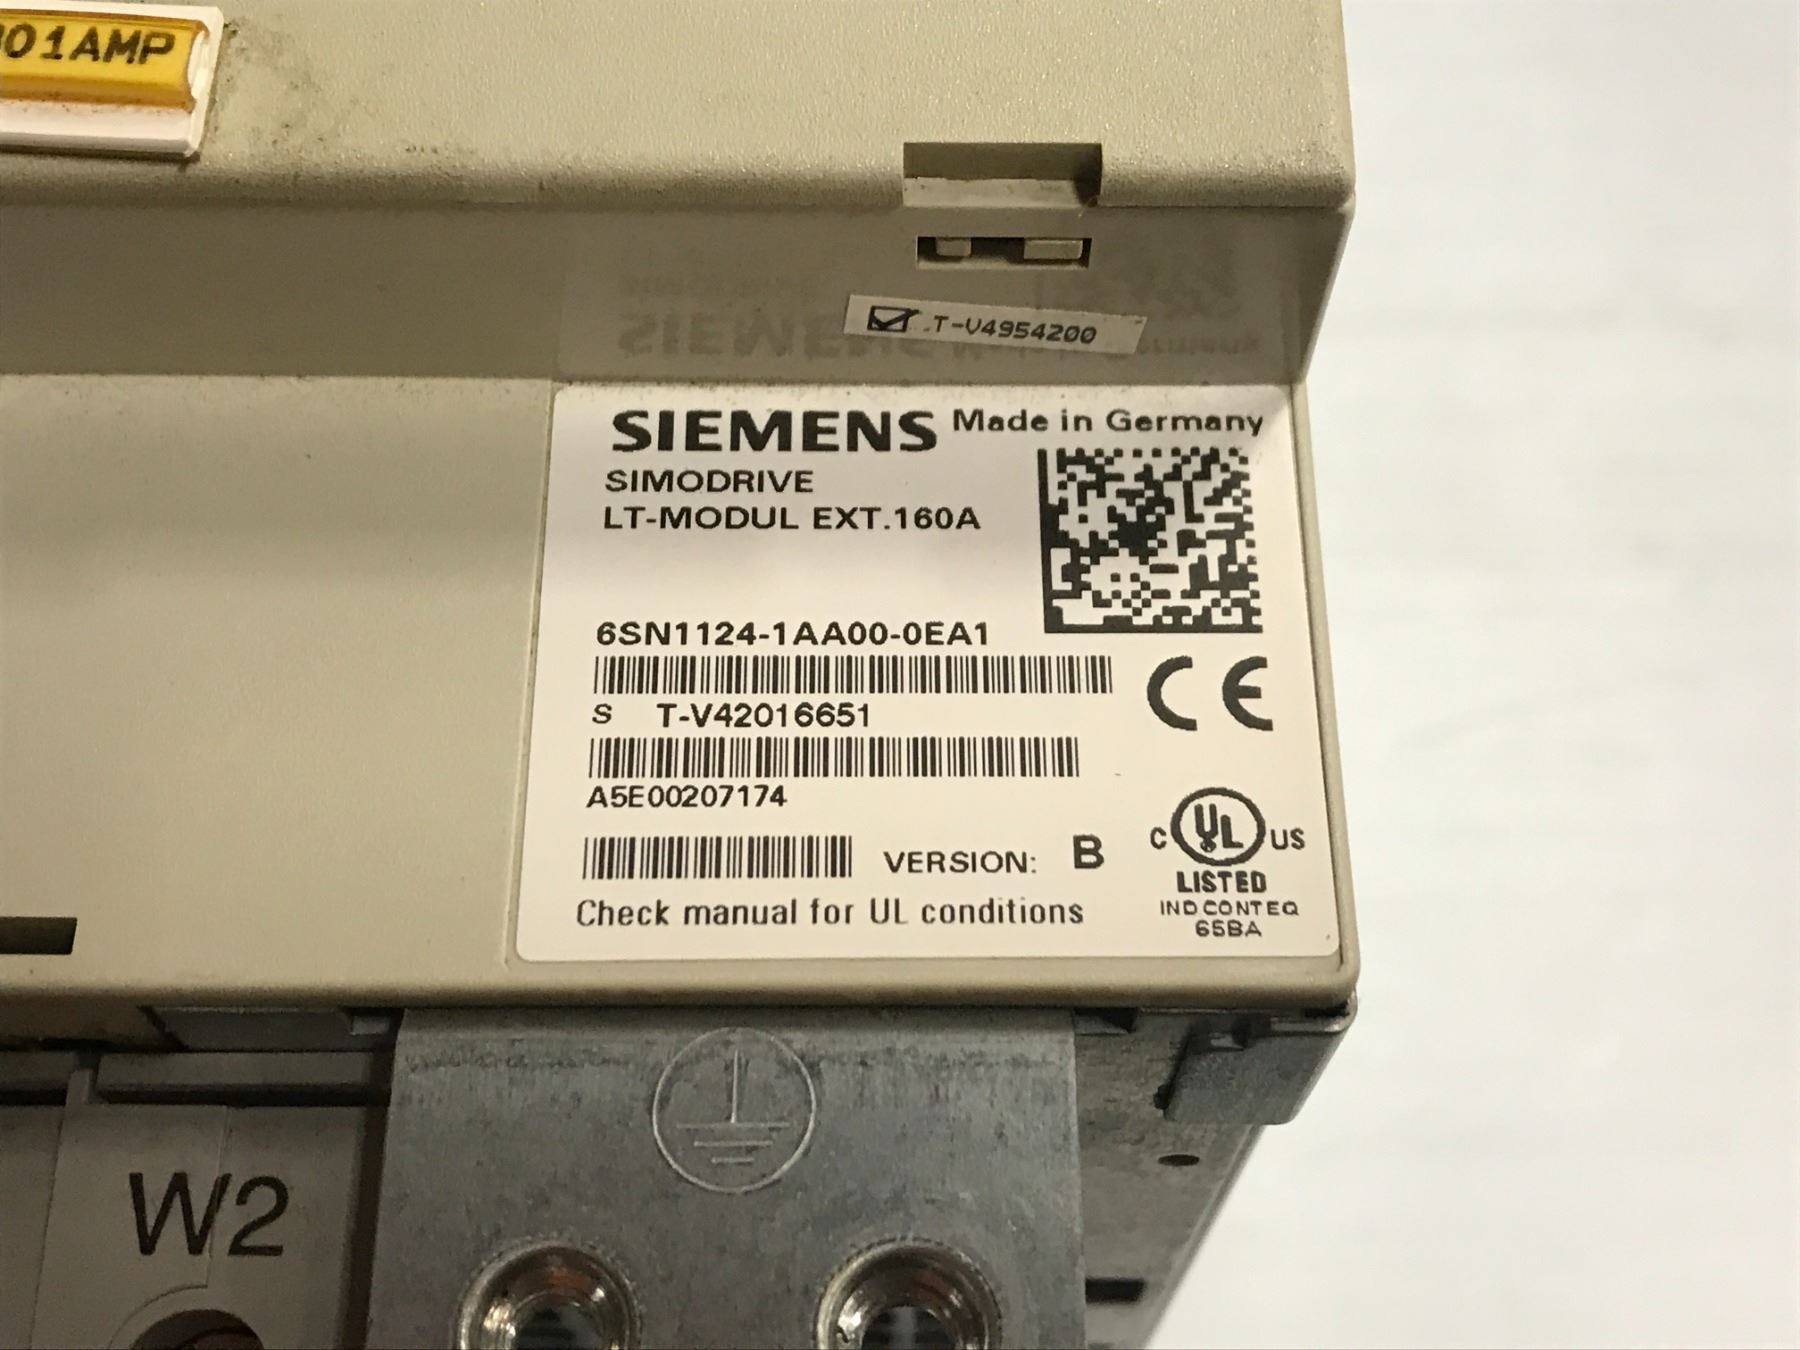 01AMP
T-V4954200
SIEMENS Made in Germany
SIMODRIVE
LT-MODUL EXT.160A
6SN1124-1AA00-0EA1
S T-V42016651
A5E00207174
VERSION: B
Check manual for UL conditions
CE
C UL US
LISTED
IND.CONT.EQ
65BA
W2